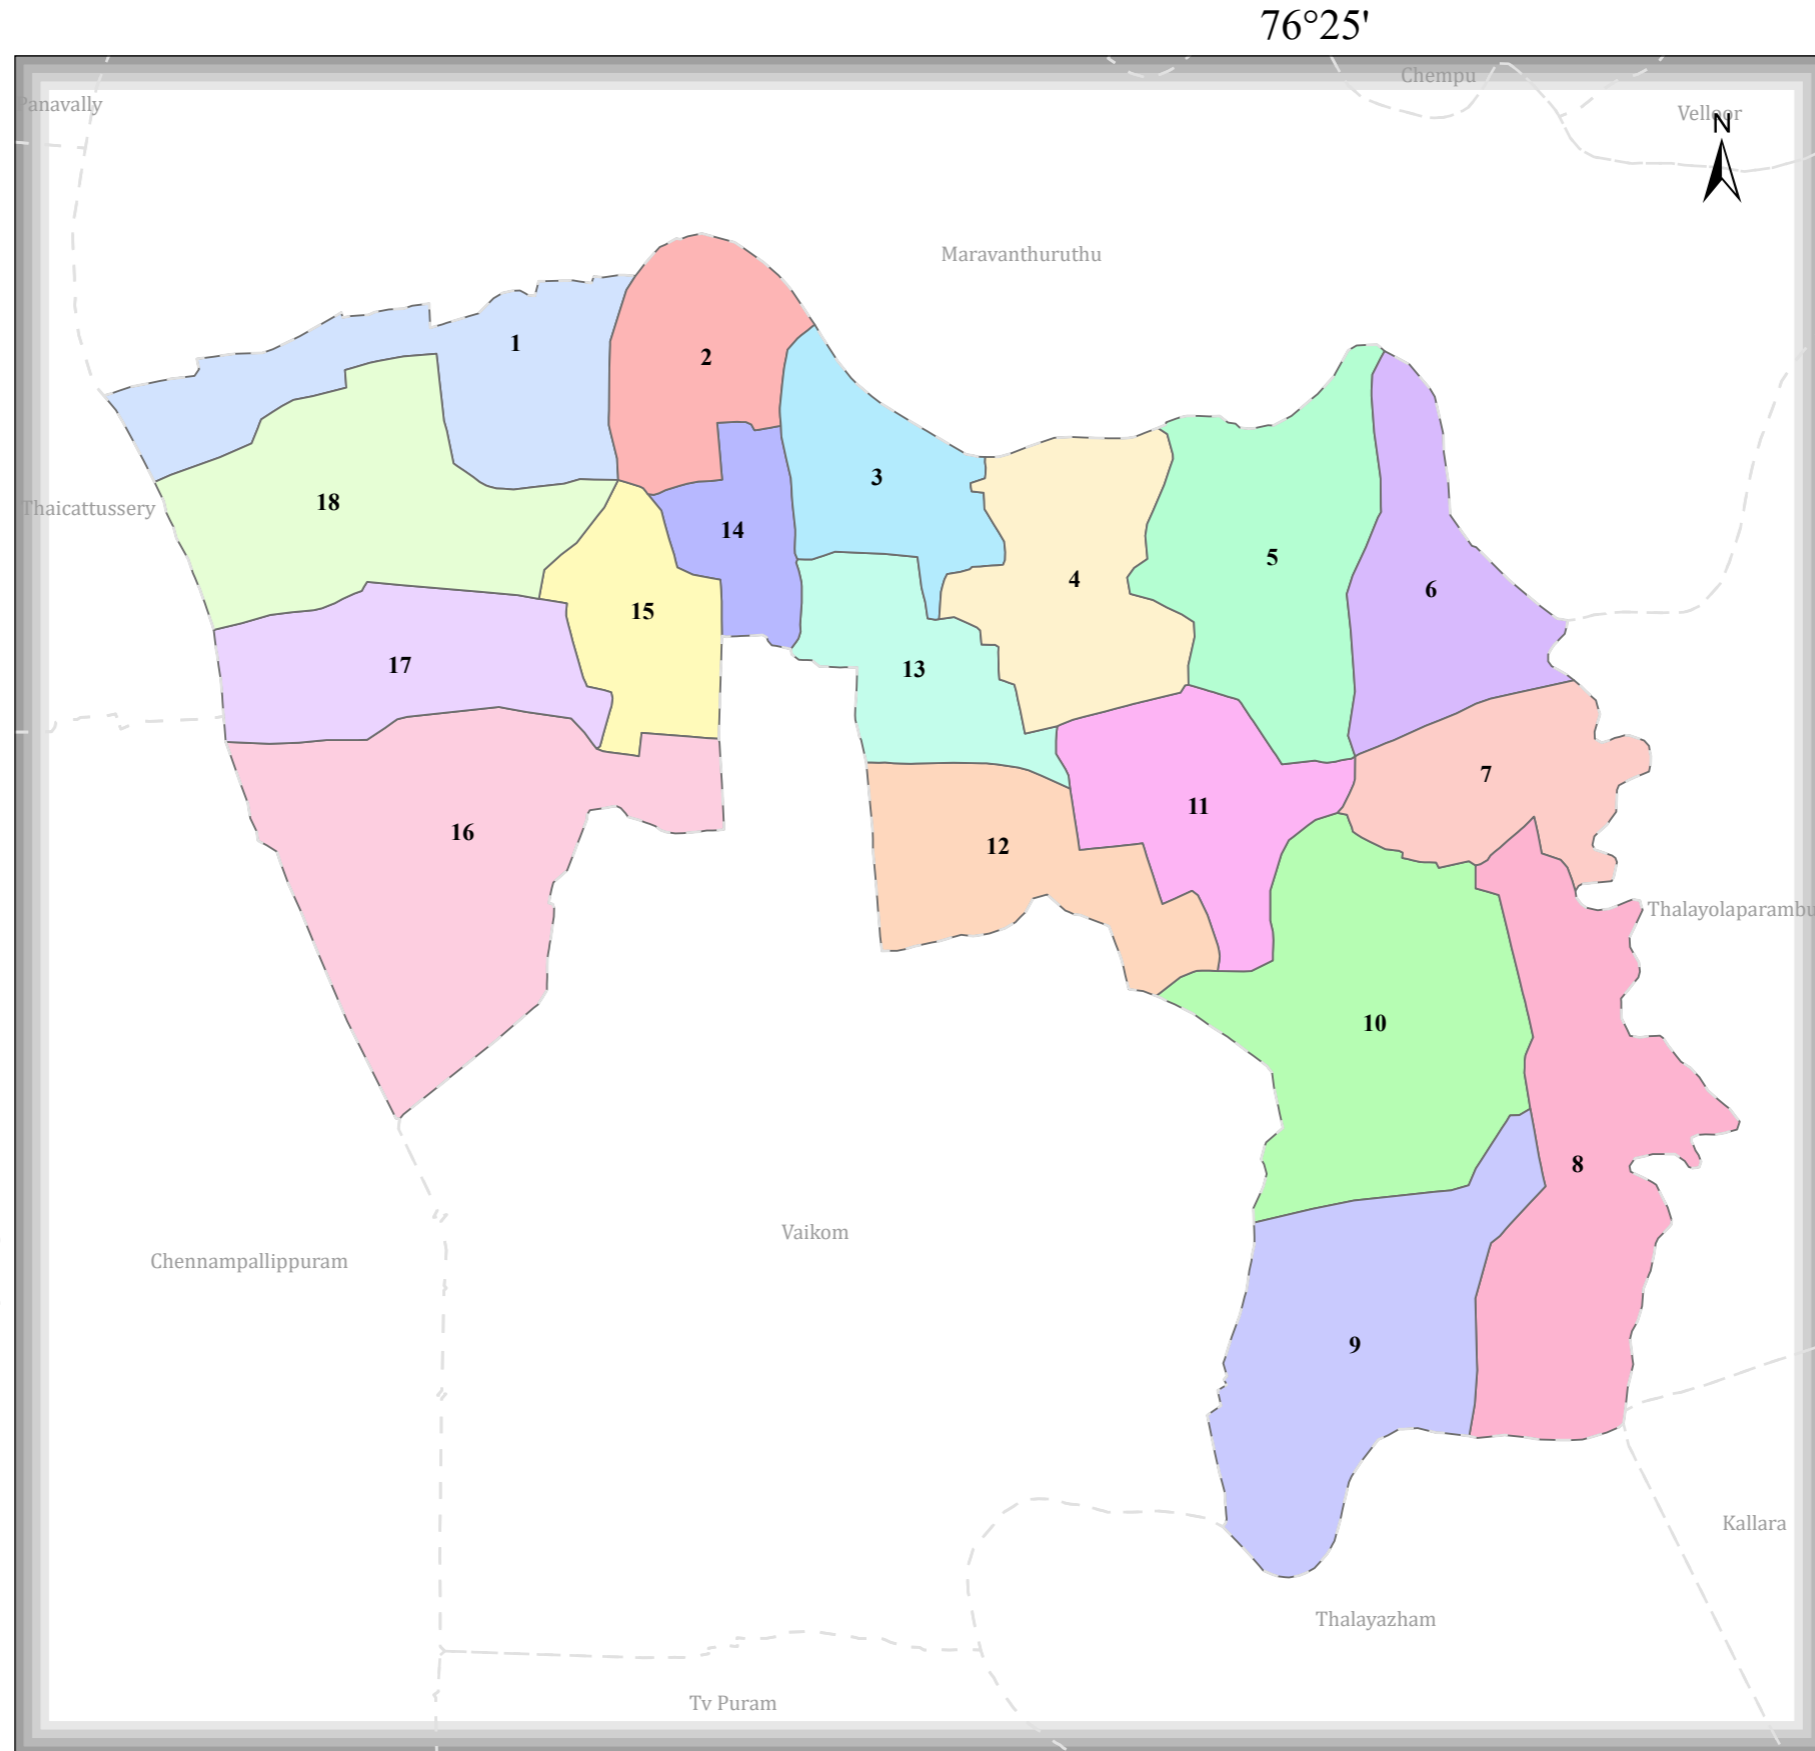 76°25'
Chempu
Panavally
Velloor
N
Maravanthuruthu
1
2
3
18
Thaicattussery
14
5
4
6
15
17
13
7
11
16
12
Thalayolaparambu
10
8
Vaikom
Chennampallippuram
9
Kallara
Thalayazham
Tv Puram